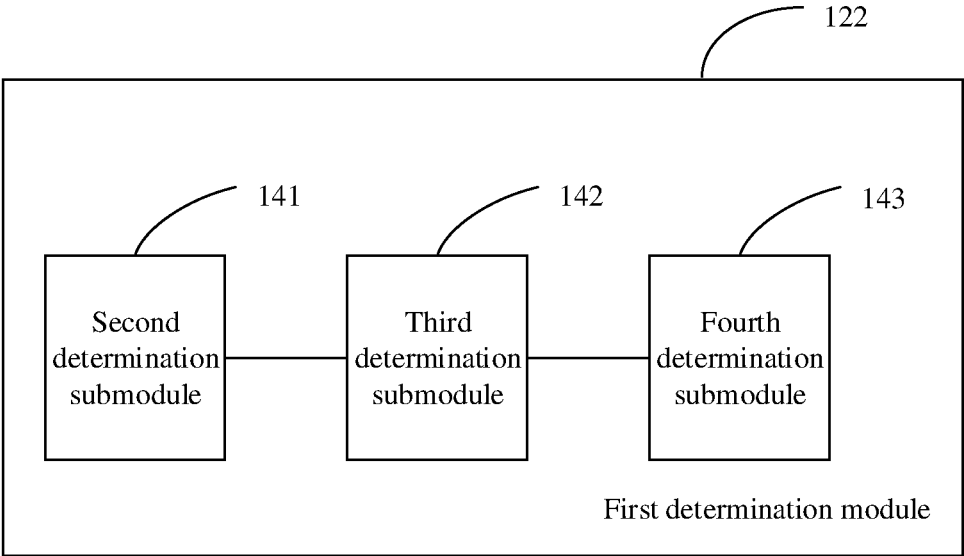 122
141
142
143
Second
determination
submodule
Third
determination
submodule
Fourth
determination
submodule
First determination module